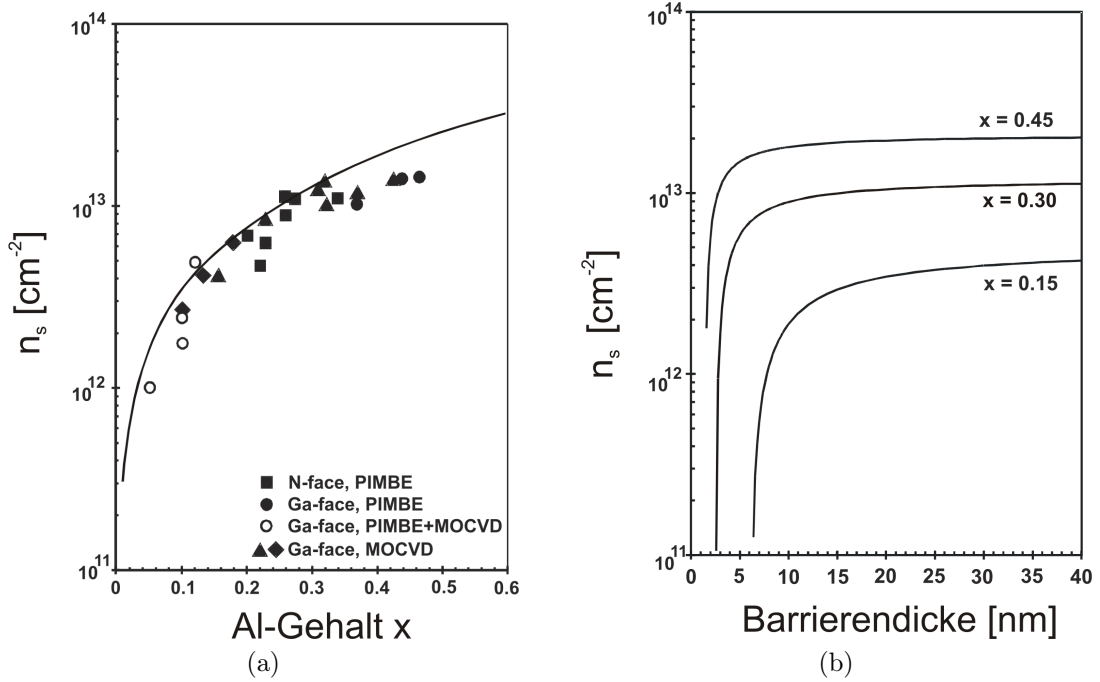 10^14
10^13
10^12
10^11
n_s [cm^-2]
0 0.1 0.2 0.3 0.4 0.5 0.6
Al-Gehalt x
N-face, PIMBE
Ga-face, PIMBE
Ga-face, PIMBE+MOCVD
Ga-face, MOCVD
(a)
10^14
10^13
10^12
10^11
n_s [cm^-2]
x = 0.45
x = 0.30
x = 0.15
0 5 10 15 20 25 30 35 40
Barrierendicke [nm]
(b)